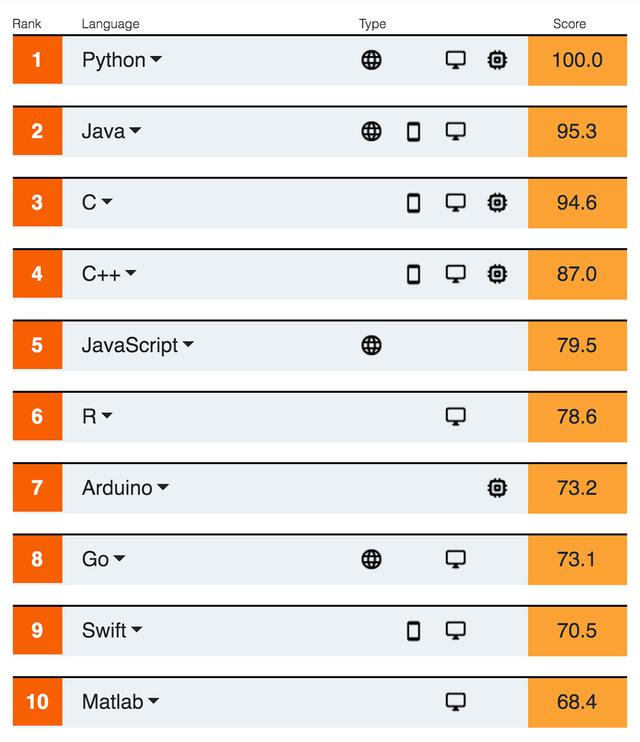 Rank Language Type Score
1 Python 100.0
2 Java 95.3
3 C 94.6
4 C++ 87.0
5 JavaScript 79.5
6 R 78.6
7 Arduino 73.2
8 Go 73.1
9 Swift 70.5
10 Matlab 68.4